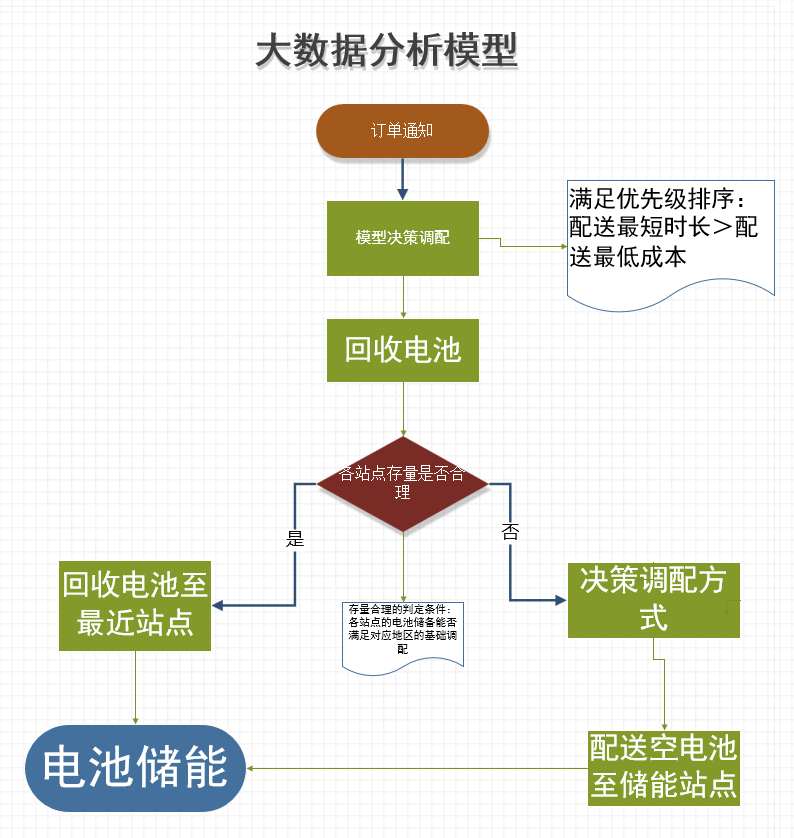 大数据分析模型
订单通知
模型决策调配
满足优先级排序：
配送最短时长＞配
送最低成本
回收电池
各站点存量是否合
理
是
否
回收电池至
最近站点
存量合理的判定条件：
各站点的电池储备能否
满足对应地区的基础调
配
决策调配方
式
电池储能
配送空电池
至储能站点